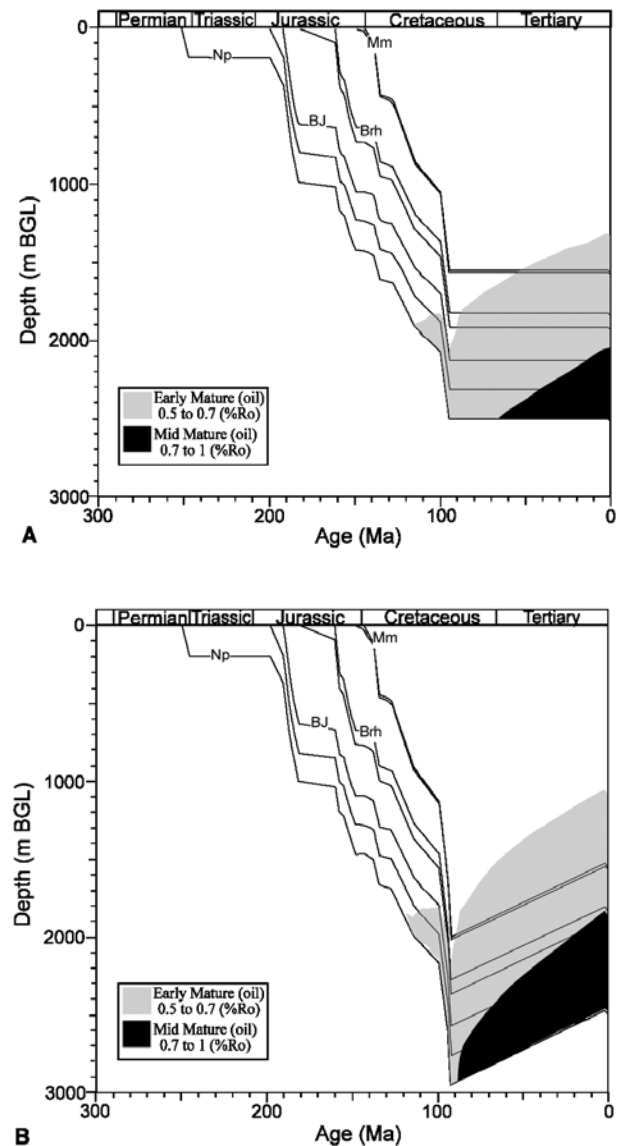 Permian Triassic Jurassic Cretaceous Tertiary
0
Np
Mm
BJ
Brh
1000
Depth (m BGL)
2000
Early Mature (oil)
0.5 to 0.7 (%Ro)
Mid Mature (oil)
0.7 to 1 (%Ro)
3000
300 200 100 0
A
Age (Ma)
Permian Triassic Jurassic Cretaceous Tertiary
0
Mm
Np
BJ
Brh
1000
Depth (m BGL)
2000
Early Mature (oil)
0.5 to 0.7 (%Ro)
Mid Mature (oil)
0.7 to 1 (%Ro)
3000
300 200 100 0
B
Age (Ma)